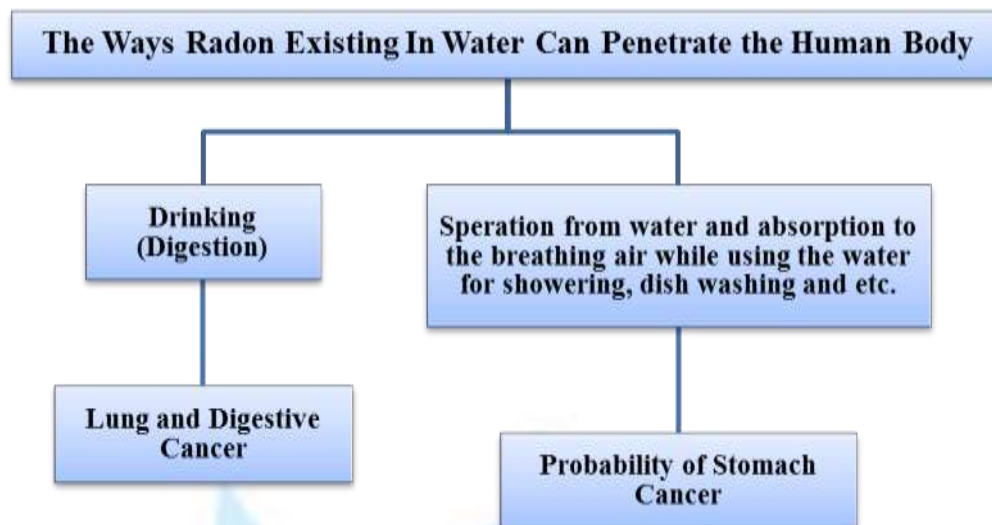 The Ways Radon Existing In Water Can Penetrate the Human Body
Drinking
(Digestion)
Speration from water and absorption to
the breathing air while using the water
for showering, dish washing and etc.
Lung and Digestive
Cancer
Probability of Stomach
Cancer